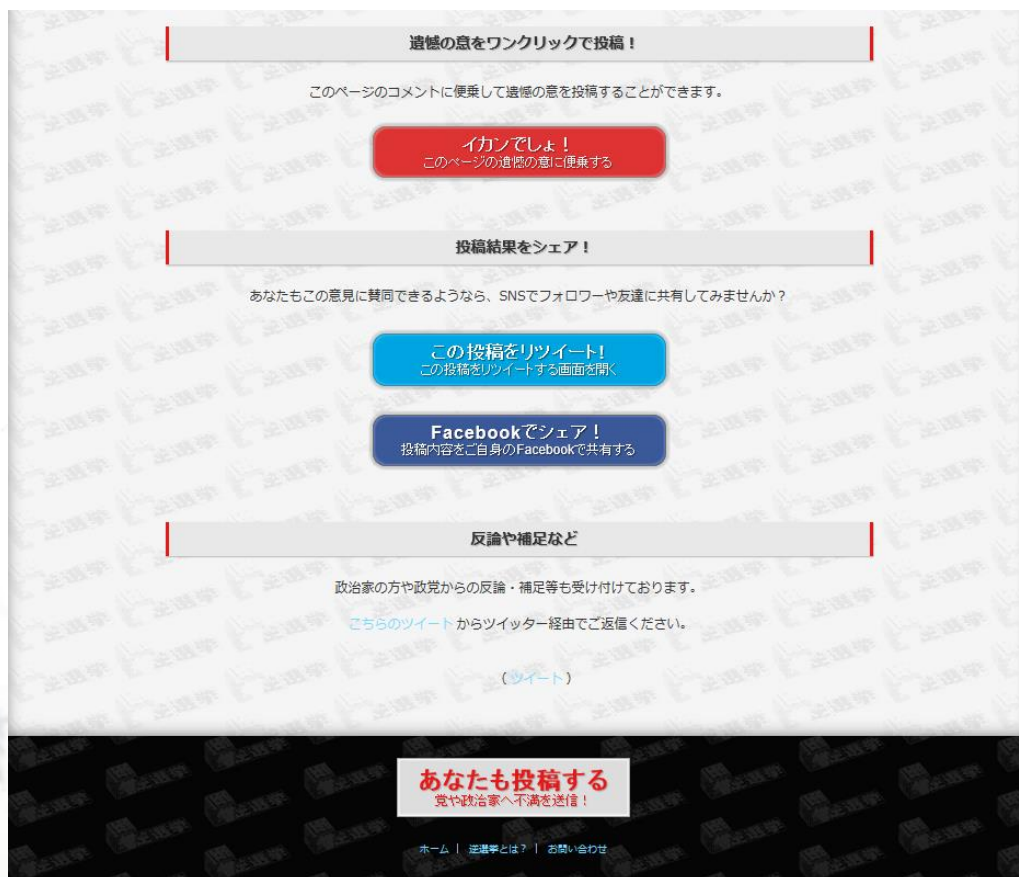 遺憾の意をワンクリックで投稿！
このページのコメントに便乗して遺憾の意を投稿することができます。
イカンでしょ！
このページの遺憾の意に便乗する
投稿結果をシェア！
あなたもこの意見に賛同できるようなら、SNSでフォロワーや友達に共有してみませんか？
この投稿をリツイート!
この投稿をリツイートする画面を開く
Facebookでシェア！
投稿内容をご自身のFacebookで共有する
反論や補足など
政治家の方や政党からの反論・補足等も受け付けております。
こちらのツイートからツイッター経由でご返信ください。
（ツイート）
あなたも投稿する
党や政治家へ不満を送信！
ホーム | 逆選挙とは？ | お問い合わせ